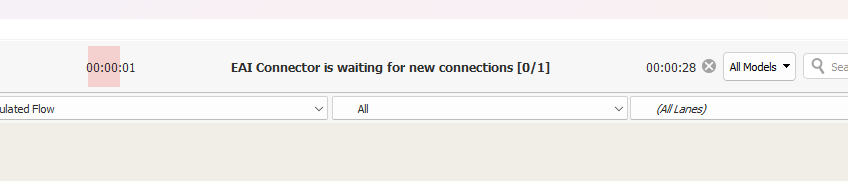 00:00:01 EAI Connector is waiting for new connections [0/1] 00:00:28 All Models Sea
ulated Flow All (All Lanes)